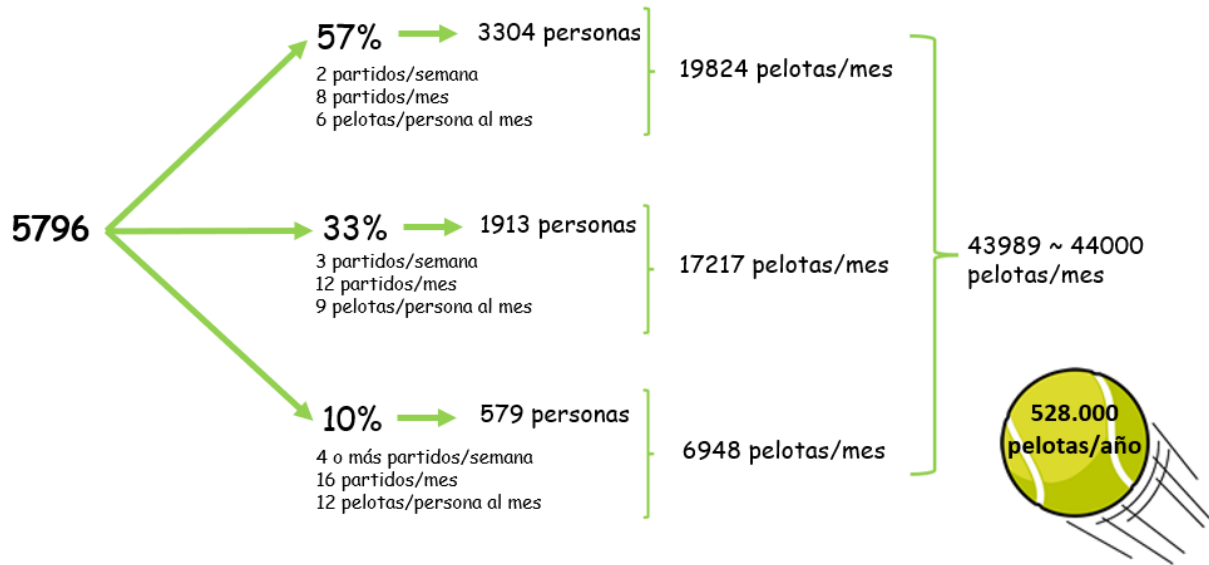 5796
57%
3304 personas
2 partidos/semana
8 partidos/mes
6 pelotas/persona al mes
19824 pelotas/mes
33%
1913 personas
3 partidos/semana
12 partidos/mes
9 pelotas/persona al mes
17217 pelotas/mes
10%
579 personas
4 o más partidos/semana
16 partidos/mes
12 pelotas/persona al mes
6948 pelotas/mes
43989 ~ 44000
pelotas/mes
528.000
pelotas/año